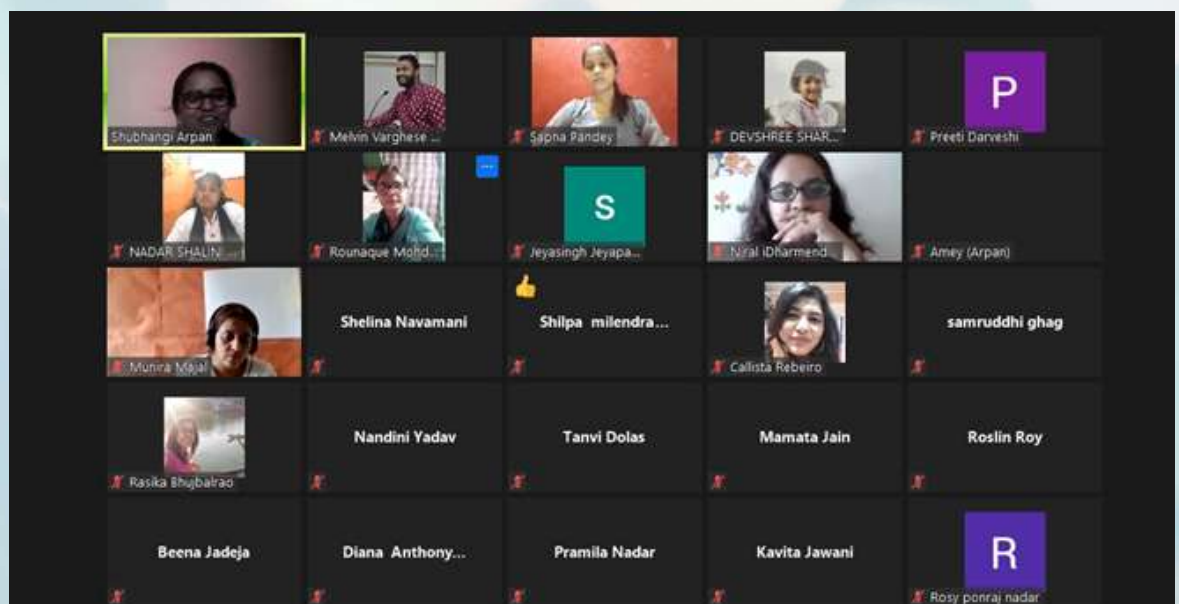 Shubhangi Arpan
Melvin Varghese ...
Sapna Pandey
DEVSHREE SHAR...
P
Preeti Darveshi
NADAR SHALINI ...
Rounaque Mohd...
S
Jeyasingh Jeyapa...
Niral iDharmend...
Amey (Arpan)
Munira Majal
Shelina Navamani
Shilpa milendra...
Callista Rebeiro
samruddhi ghag
Rasika Bhujbalrao
Nandini Yadav
Tanvi Dolas
Mamata Jain
Roslin Roy
Beena Jadeja
Diana Anthony...
Pramila Nadar
Kavita Jawani
R
Rosy ponraj nadar